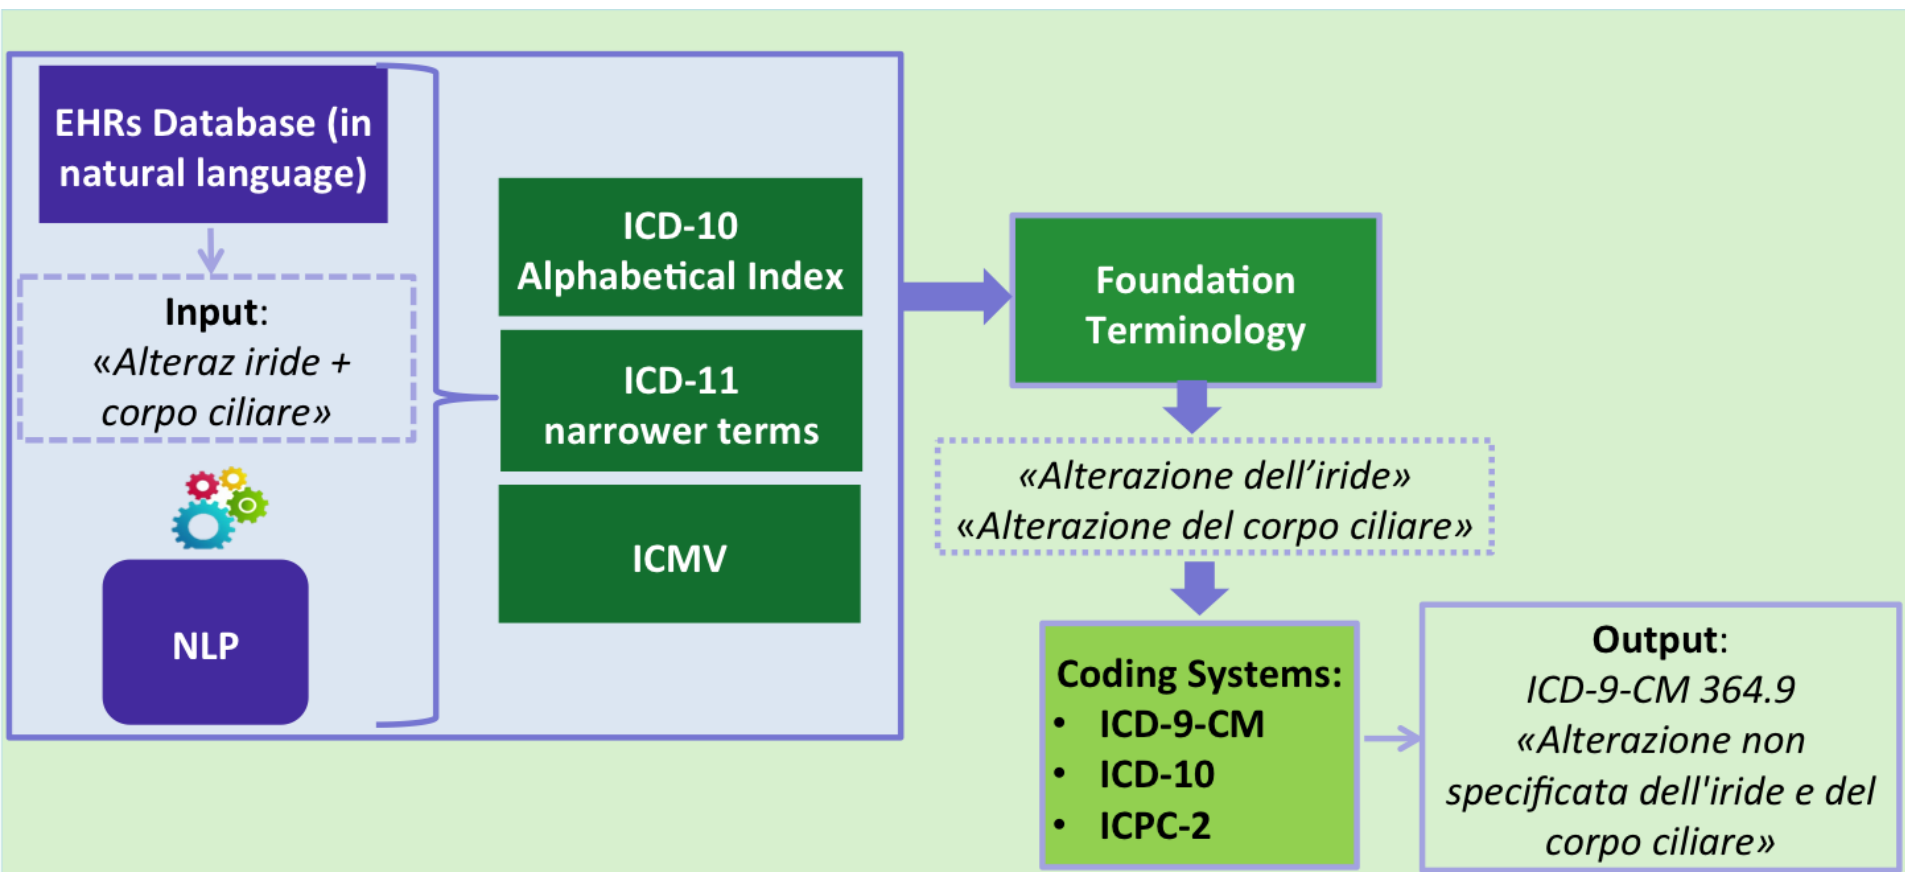 EHRs Database (in
natural language)
Input:
«Alteraz iride +
corpo ciliare»
NLP
ICD-10
Alphabetical Index
ICD-11
narrower terms
ICMV
Foundation
Terminology
«Alterazione dell’iride»
«Alterazione del corpo ciliare»
Coding Systems:
• ICD-9-CM
• ICD-10
• ICPC-2
Output:
ICD-9-CM 364.9
«Alterazione non
specificata dell'iride e del
corpo ciliare»